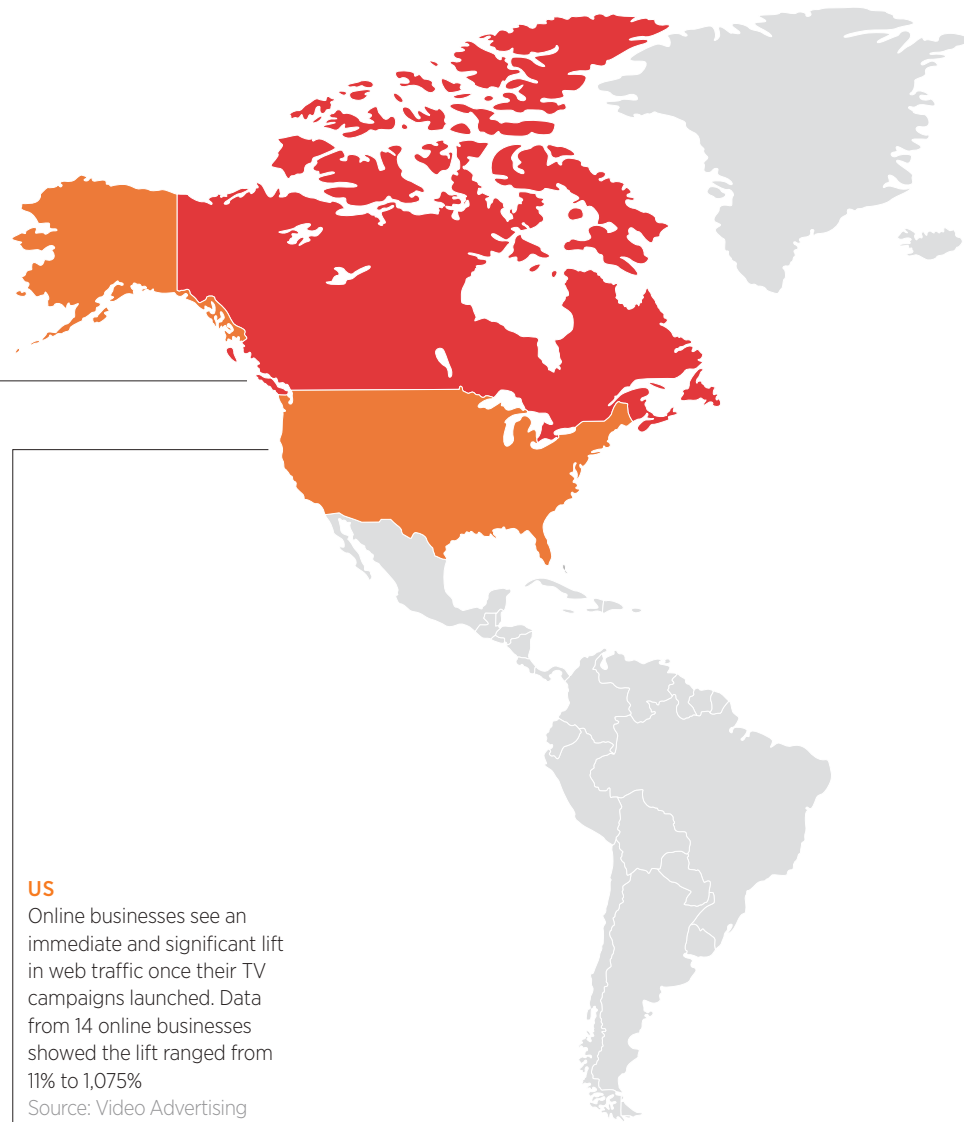 US
Online businesses see an
immediate and significant lift
in web traffic once their TV
campaigns launched. Data
from 14 online businesses
showed the lift ranged from
11% to 1,075%
Source: Video Advertising